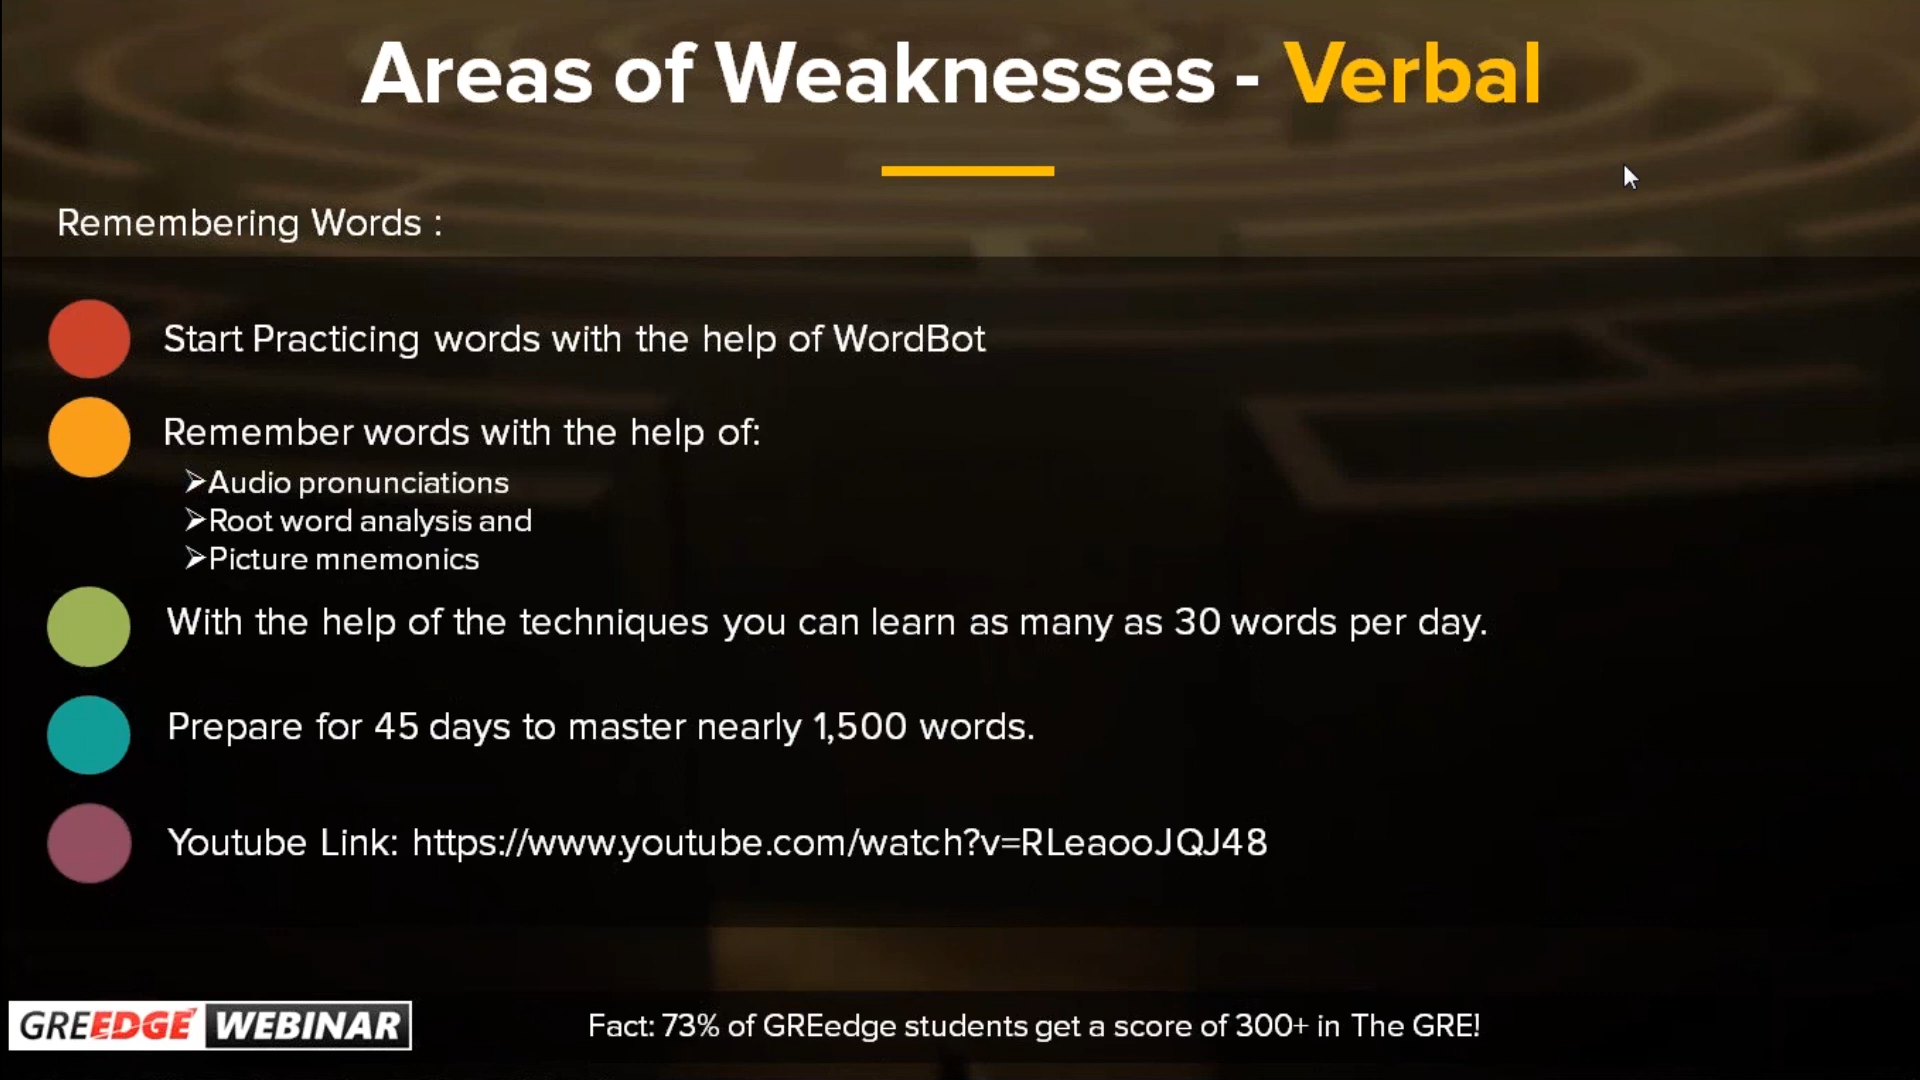 Areas of Weaknesses - Verbal
Remembering Words :
Start Practicing words with the help of WordBot
Remember words with the help of:
➢Audio pronunciations
➢Root word analysis and
➢Picture mnemonics
With the help of the techniques you can learn as many as 30 words per day.
Prepare for 45 days to master nearly 1,500 words.
Youtube Link: https://www.youtube.com/watch?v=RLeaooJQJ48
GREEDGE WEBINAR
Fact: 73% of GREedge students get a score of 300+ in The GRE!